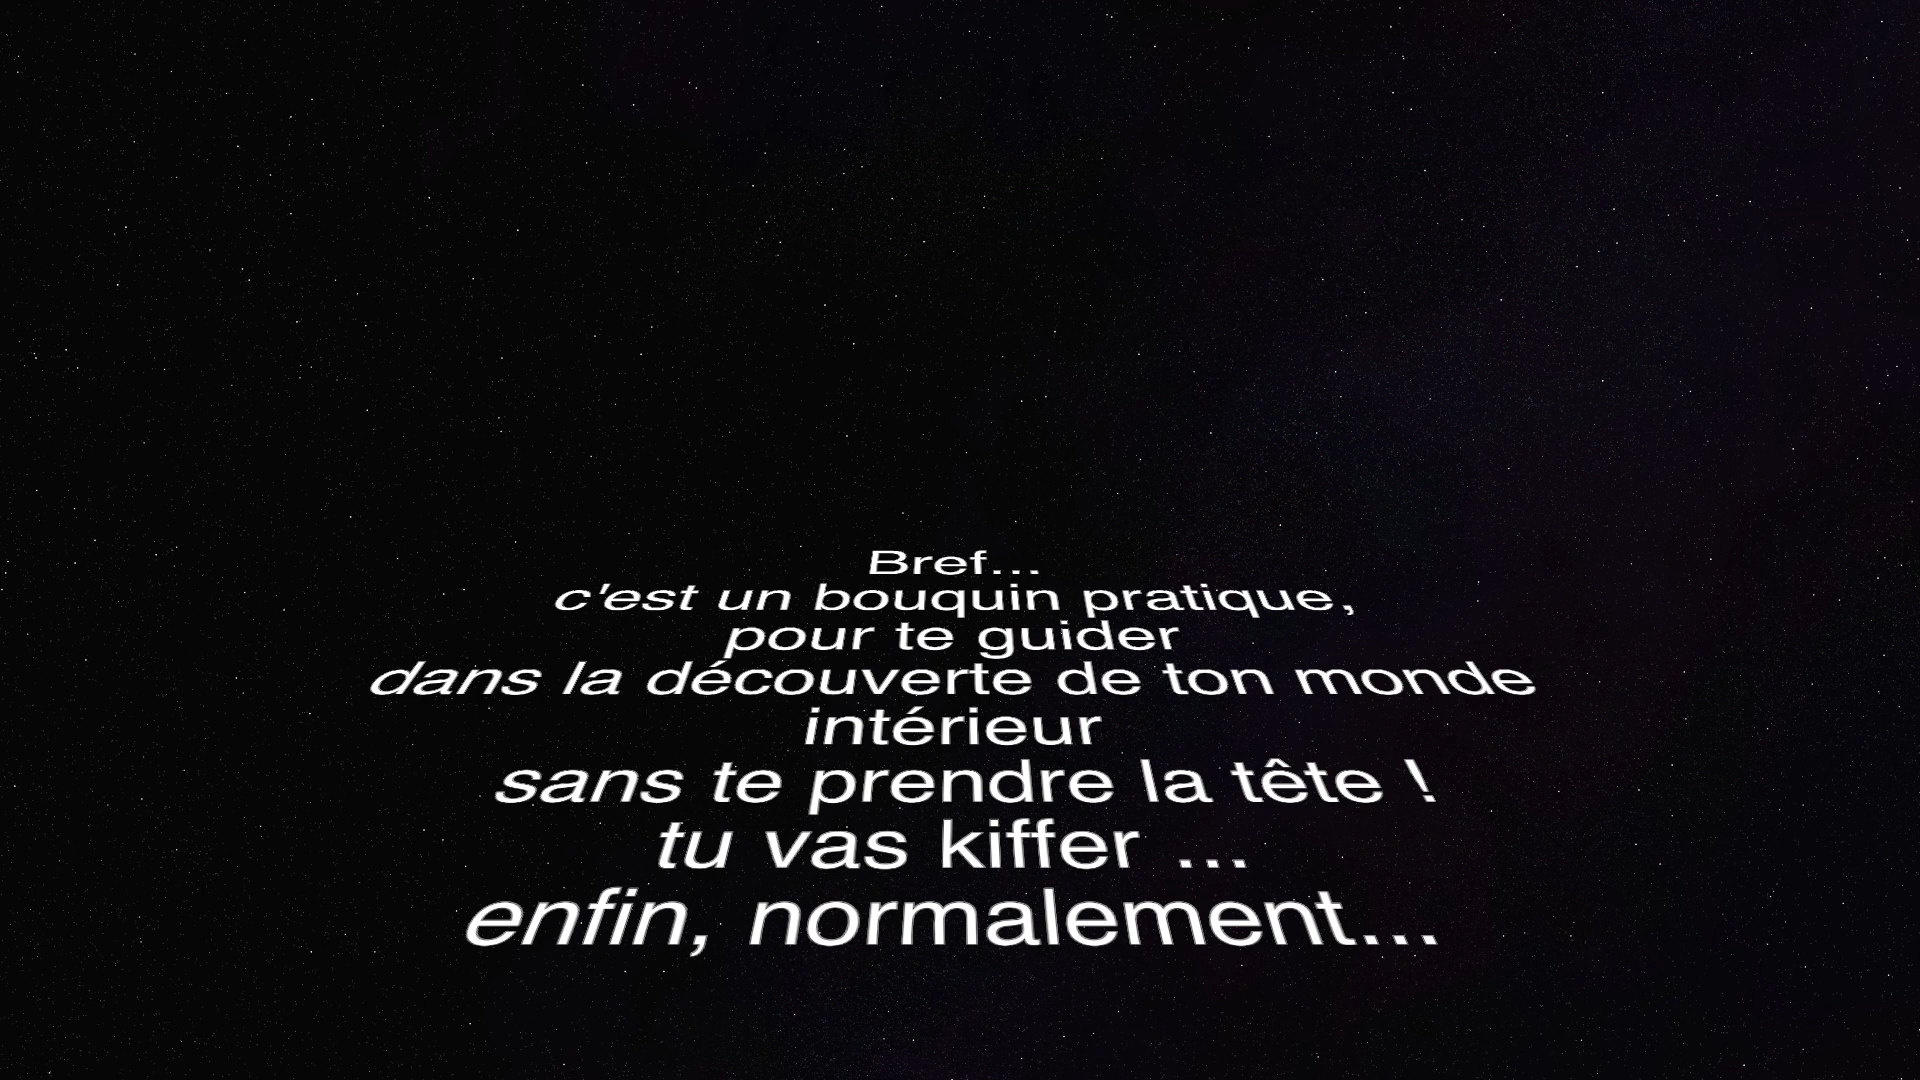 Bref...
c'est un bouquin pratique,
pour te guider
dans la découverte de ton monde
intérieur
sans te prendre la tête !
tu vas kiffer ...
enfin, normalement...